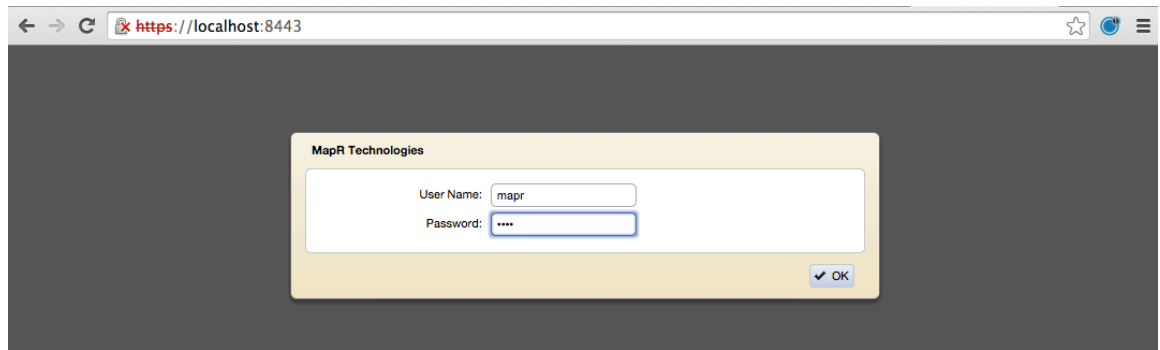 https://localhost:8443
MapR Technologies
User Name: mapr
Password: ••••
OK